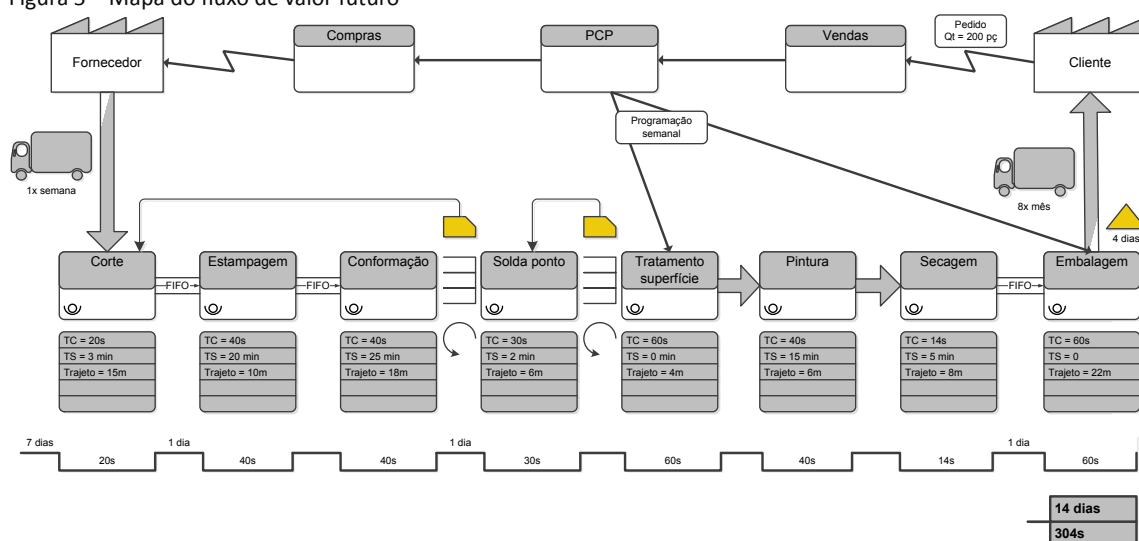 Figura 3 – Mapa do fluxo de valor futuro
Fornecedor
Compras
PCP
Vendas
Pedido
Qt = 200 pç
Cliente
Programação
semanal
1x semana
8x mês
4 dias
Corte
FIFO
Estampagem
FIFO
Conformação
Solda ponto
Tratamento
superfície
Pintura
Secagem
FIFO
Embalagem
TC = 20s
TS = 3 min
Trajeto = 15m
TC = 40s
TS = 20 min
Trajeto = 10m
TC = 40s
TS = 25 min
Trajeto = 18m
TC = 30s
TS = 2 min
Trajeto = 6m
TC = 60s
TS = 0 min
Trajeto = 4m
TC = 40s
TS = 15 min
Trajeto = 6m
TC = 14s
TS = 5 min
Trajeto = 8m
TC = 60s
TS = 0
Trajeto = 22m
7 dias
20s
1 dia
40s
40s
1 dia
30s
60s
40s
14s
1 dia
60s
14 dias
304s